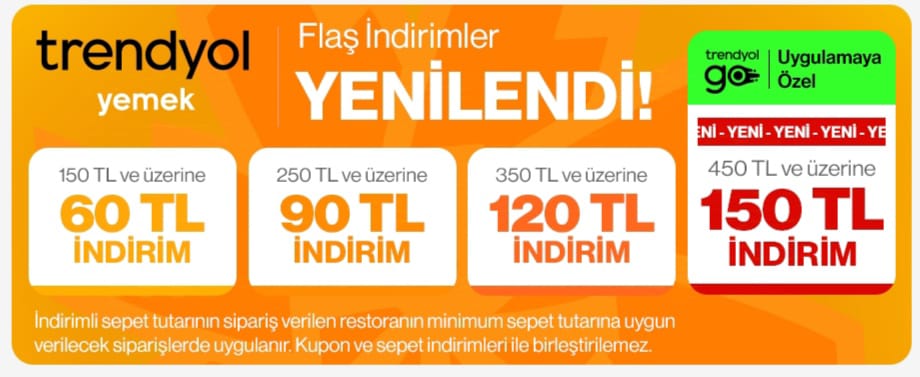 trendyol
yemek
Flaş İndirimler
YENİLENDİ!
trendyol
go
Uygulamaya
Özel
ENİ - YENİ - YENİ - YENİ - YE
150 TL ve üzerine
60 TL
İNDİRİM
250 TL ve üzerine
90 TL
İNDİRİM
350 TL ve üzerine
120 TL
İNDİRİM
450 TL ve üzerine
150 TL
İNDİRİM
İndirimli sepet tutarının sipariş verilen restoranın minimum sepet tutarına uygun
verilecek siparişlerde uygulanır. Kupon ve sepet indirimleri ile birleştirilemez.